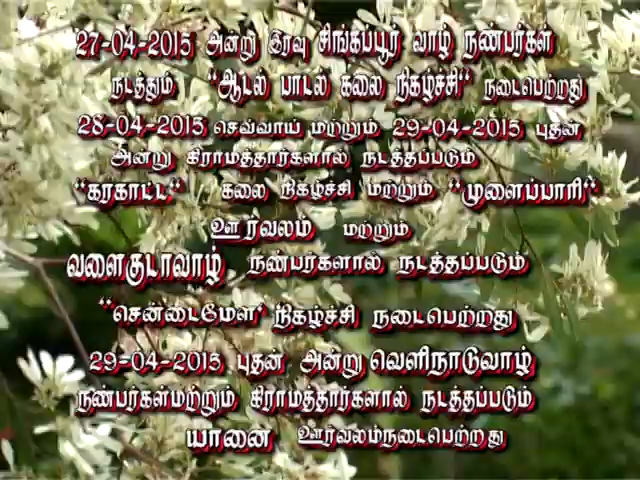 27-04-2015 அன்று இரவு சிங்கப்பூர் வாழ் நண்பர்கள்
நடத்தும் "ஆடல் பாடல் கலை நிகழ்ச்சி" நடைபெற்றது
28-04-2015 செவ்வாய் மற்றும் 29-04-2015 புதன்
அன்று கிராமத்தார்களால் நடத்தப்படும்
"கரகாட்ட" கலை நிகழ்ச்சி மற்றும் "முளைப்பாரி"
ஊர்வலம் மற்றும்
வளைகுடாவாழ் நண்பர்களால் நடத்தப்படும்
"சென்டைமேள" நிகழ்ச்சி நடைபெற்றது
29-04-2015 புதன் அன்று வெளிநாடுவாழ்
நண்பர்கள்மற்றும் கிராமத்தார்களால் நடத்தப்படும்
யானை ஊர்வலம்நடைபெற்றது